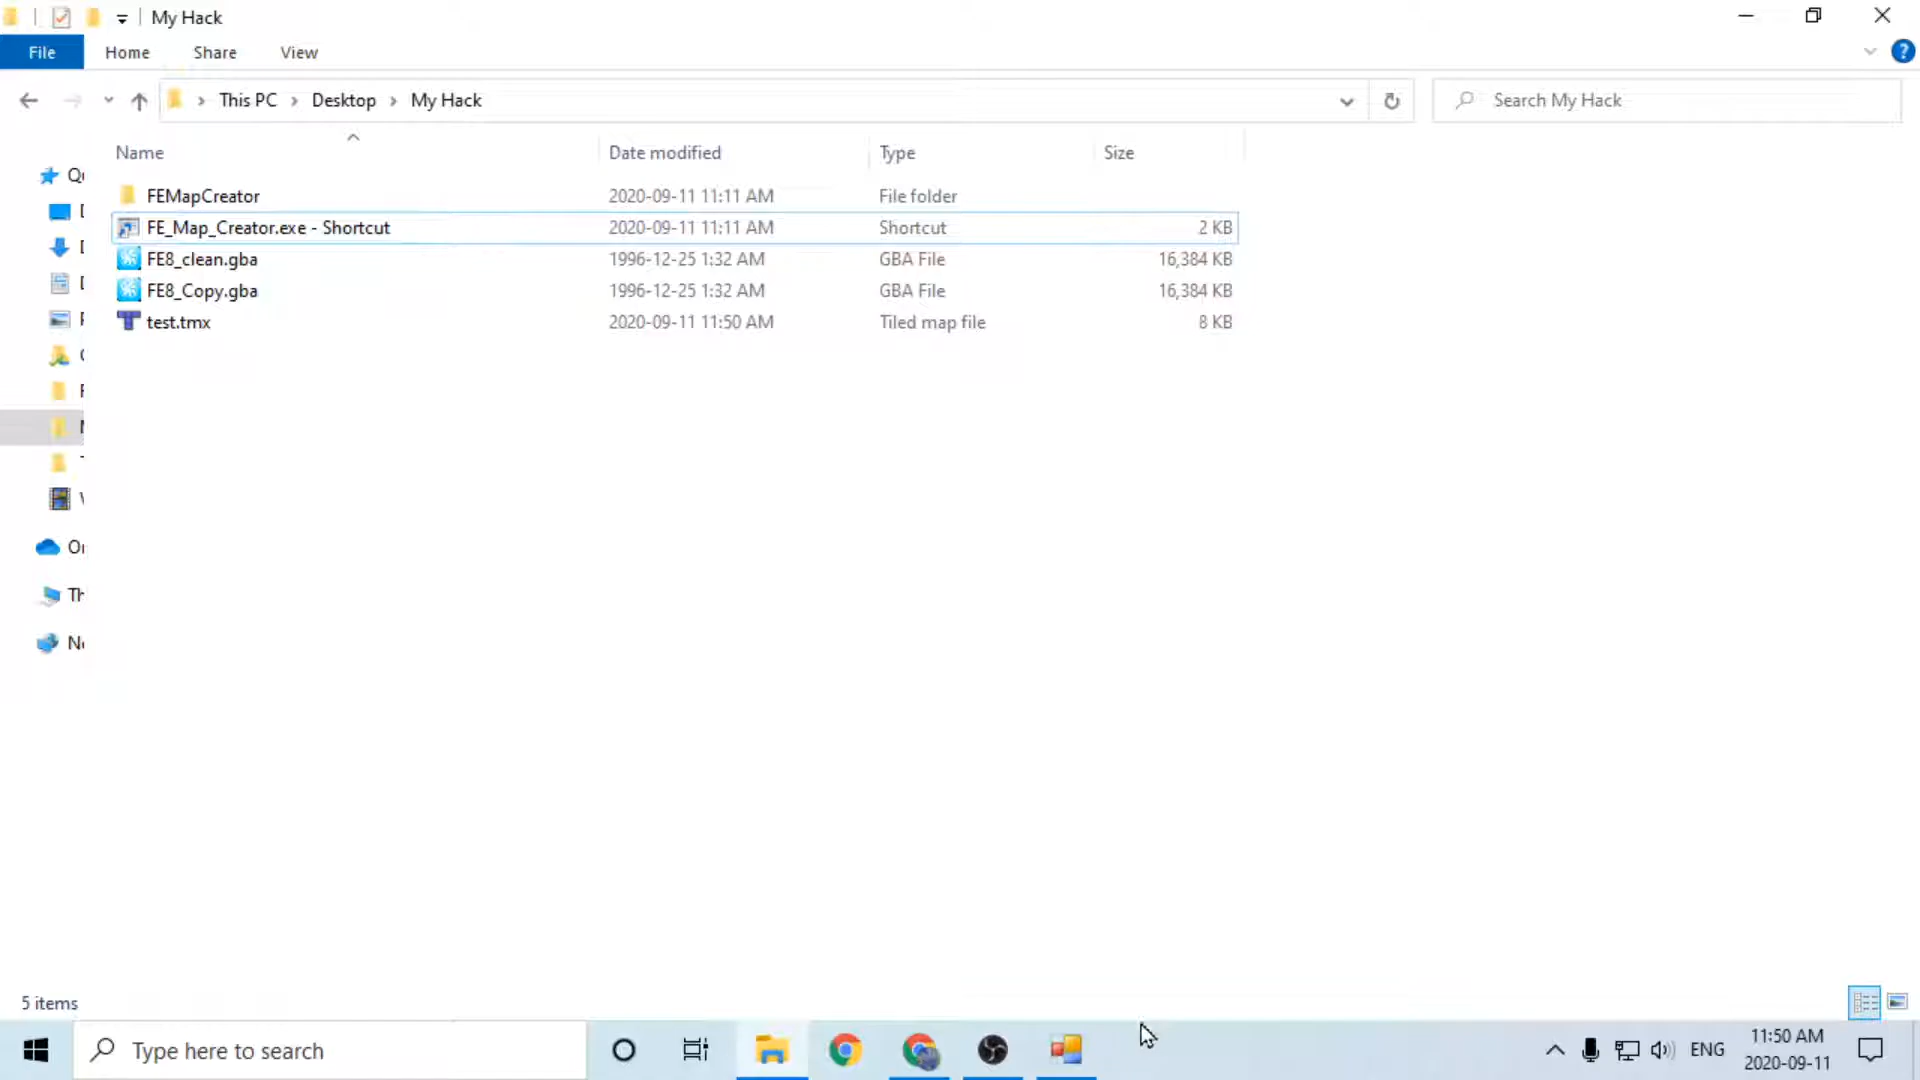 My Hack
File Home Share View
This PC Desktop My Hack
Search My Hack
Name Date modified Type Size
FEMapCreator 2020-09-11 11:11 AM File folder
FE_Map_Creator.exe - Shortcut 2020-09-11 11:11 AM Shortcut 2 KB
FE8_clean.gba 1996-12-25 1:32 AM GBA File 16,384 KB
FE8_Copy.gba 1996-12-25 1:32 AM GBA File 16,384 KB
test.tmx 2020-09-11 11:50 AM Tiled map file 8 KB
5 items
Type here to search
ENG
11:50 AM
2020-09-11